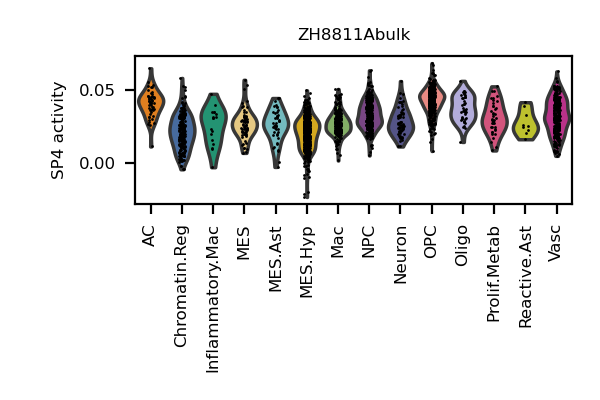 ZH8811Abulk
SP4 activity
0.05
0.00
AC
Chromatin.Reg
Inflammatory.Mac
MES
MES.Ast
MES.Hyp
Mac
NPC
Neuron
OPC
Oligo
Prolif.Metab
Reactive.Ast
Vasc